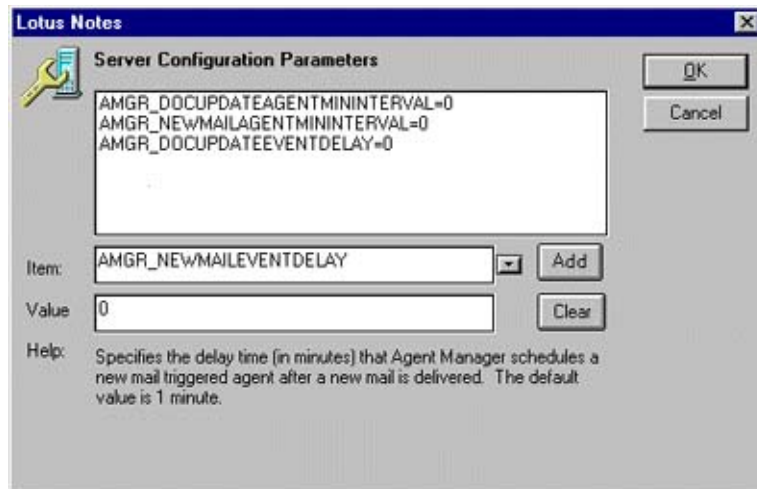 Lotus Notes
Server Configuration Parameters
OK
Cancel
AMGR_DOCUPDATEAGENTMININTERVAL=0
AMGR_NEWMAILAGENTMININTERVAL=0
AMGR_DOCUPDATEEVENTDELAY=0
Item: AMGR_NEWMAILEVENTDELAY Add
Value 0 Clear
Help: Specifies the delay time (in minutes) that Agent Manager schedules a
new mail triggered agent after a new mail is delivered. The default
value is 1 minute.